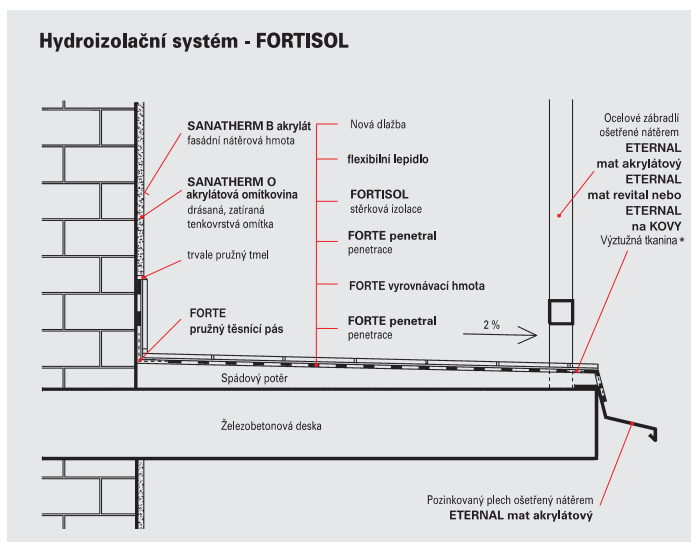 Hydroizolační systém - FORTISOL
SANATHERM B akrylát
fasádní nátěrová hmota
SANATHERM O
akrylátová omítkovina
drásaná, zatíraná
tenkovrstvá omítka
trvale pružný tmel
FORTE
pružný těsnící pás
Nová dlažba
flexibilní lepidlo
FORTISOL
stěrková izolace
FORTE penetral
penetrace
FORTE vyrovnávací hmota
FORTE penetral
penetrace
2 %
Ocelové zábradlí
ošetřené nátěrem
ETERNAL
mat akrylátový
ETERNAL
mat revital nebo
ETERNAL
na KOVY
Výztužná tkanina *
Spádový potěr
Železobetonová deska
Pozinkovaný plech ošetřený nátěrem
ETERNAL mat akrylátový